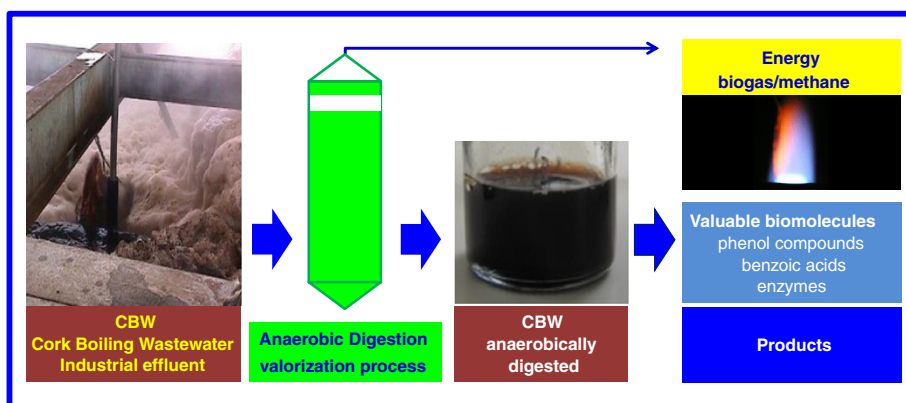 CBW
Cork Boiling Wastewater
Industrial effluent
Anaerobic Digestion
valorization process
CBW
anaerobically
digested
Energy
biogas/methane
Valuable biomolecules
phenol compounds
benzoic acids
enzymes
Products